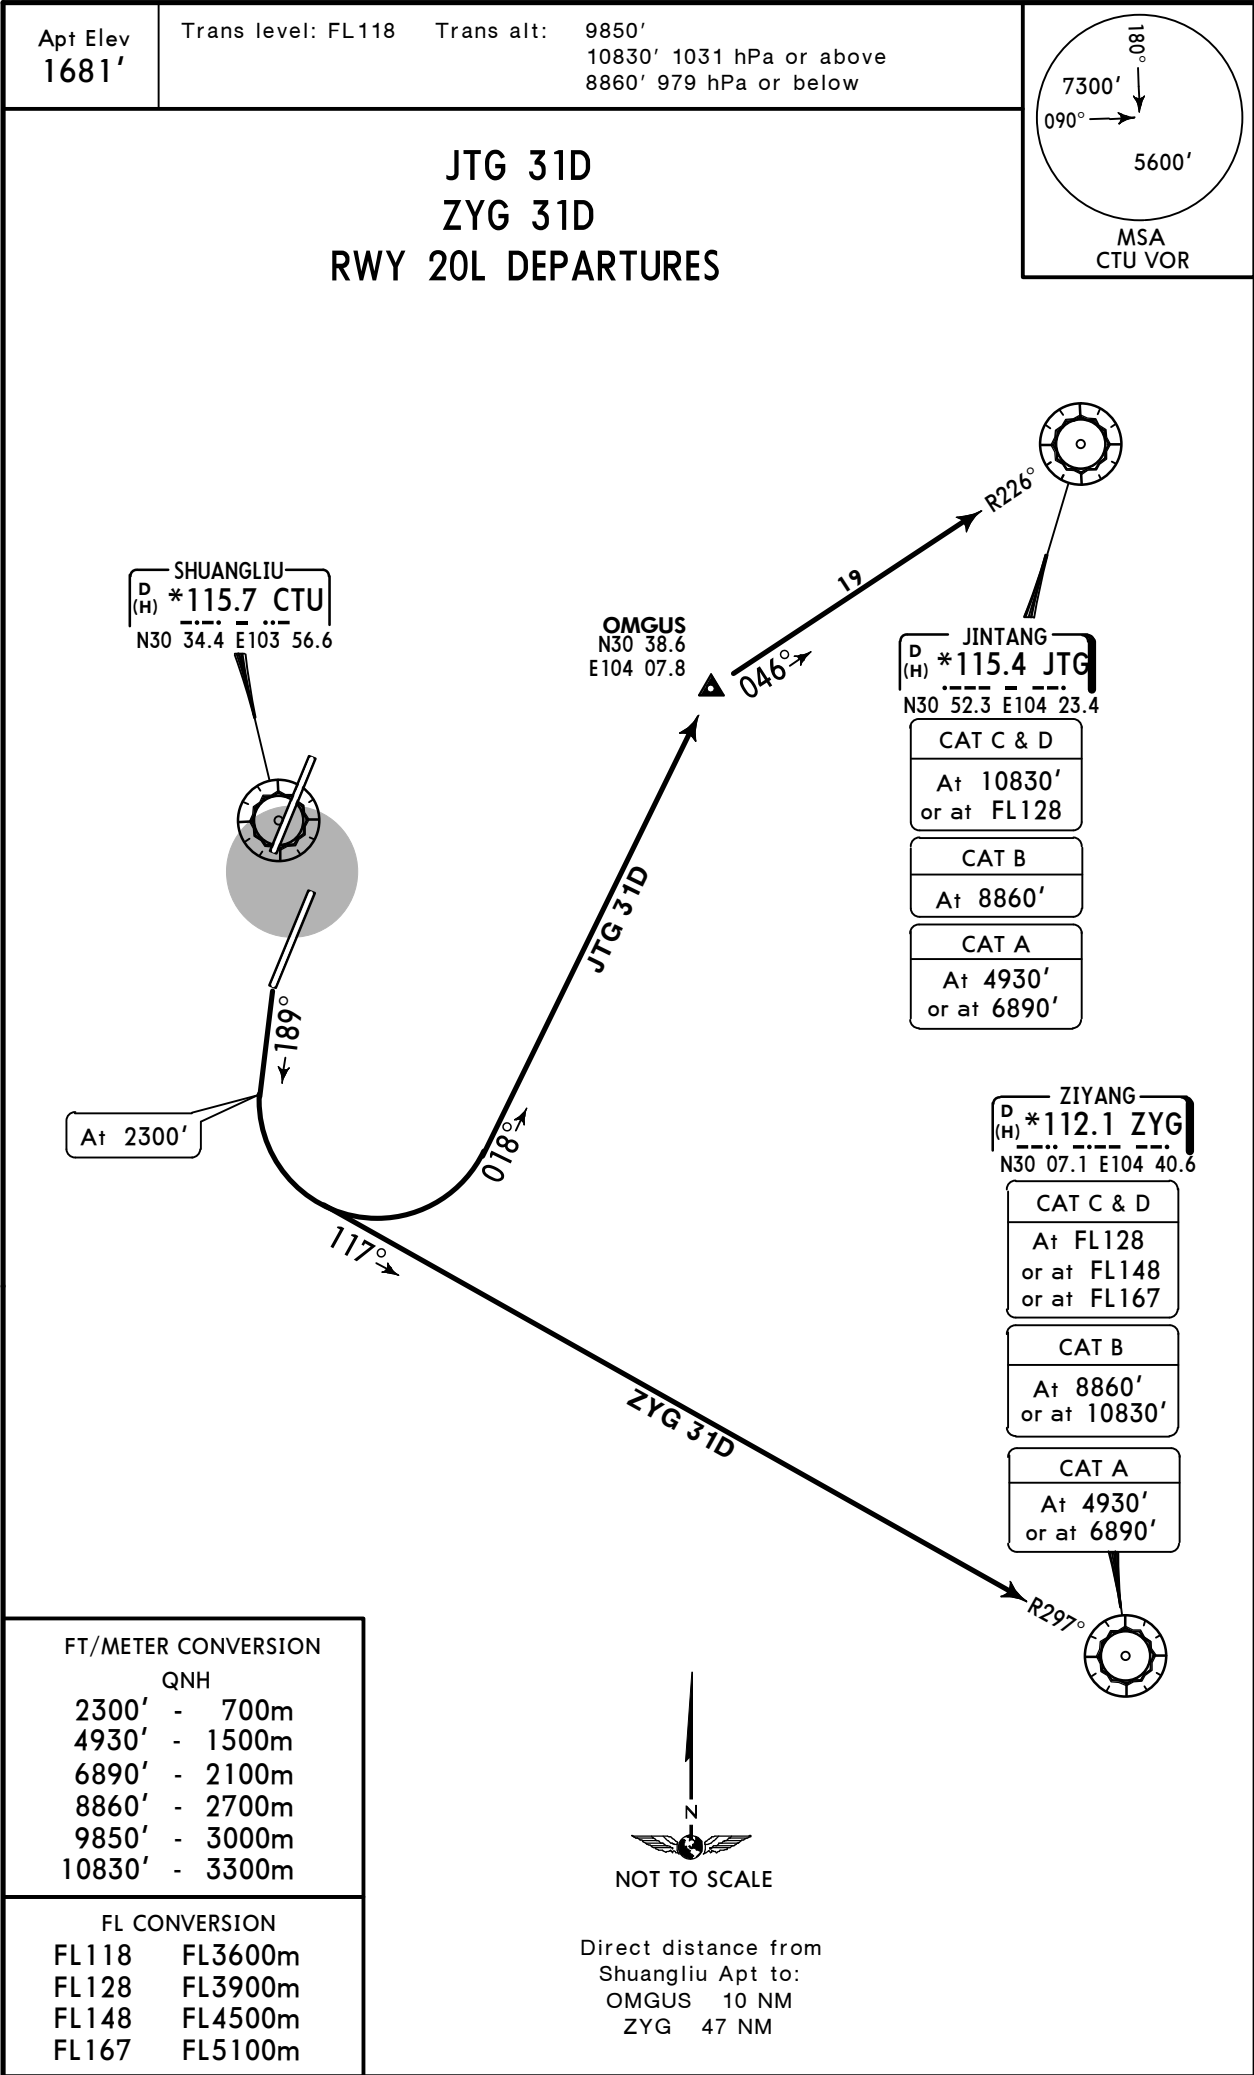 Apt Elev
1681'
Trans level: FL118 Trans alt: 9850'
10830' 1031 hPa or above
8860' 979 hPa or below
180°
7300'
090°
5600'
MSA
CTU VOR
JTG 31D
ZYG 31D
RWY 20L DEPARTURES
R226°
19
SHUANGLIU
D
(H) *115.7 CTU
N30 34.4 E103 56.6
OMGUS
N30 38.6
E104 07.8
046°
JINTANG
D
(H) *115.4 JTG
N30 52.3 E104 23.4
CAT C & D
At 10830'
or at FL128
CAT B
At 8860'
CAT A
At 4930'
or at 6890'
JTG 31D
189°
At 2300'
018°
117°
ZYG 31D
ZIYANG
D
(H) *112.1 ZYG
N30 07.1 E104 40.6
CAT C & D
At FL128
or at FL148
or at FL167
CAT B
At 8860'
or at 10830'
CAT A
At 4930'
or at 6890'
R297°
FT/METER CONVERSION
QNH
2300' - 700m
4930' - 1500m
6890' - 2100m
8860' - 2700m
9850' - 3000m
10830' - 3300m
FL CONVERSION
FL118 FL3600m
FL128 FL3900m
FL148 FL4500m
FL167 FL5100m
N
NOT TO SCALE
Direct distance from
Shuangliu Apt to:
OMGUS 10 NM
ZYG 47 NM